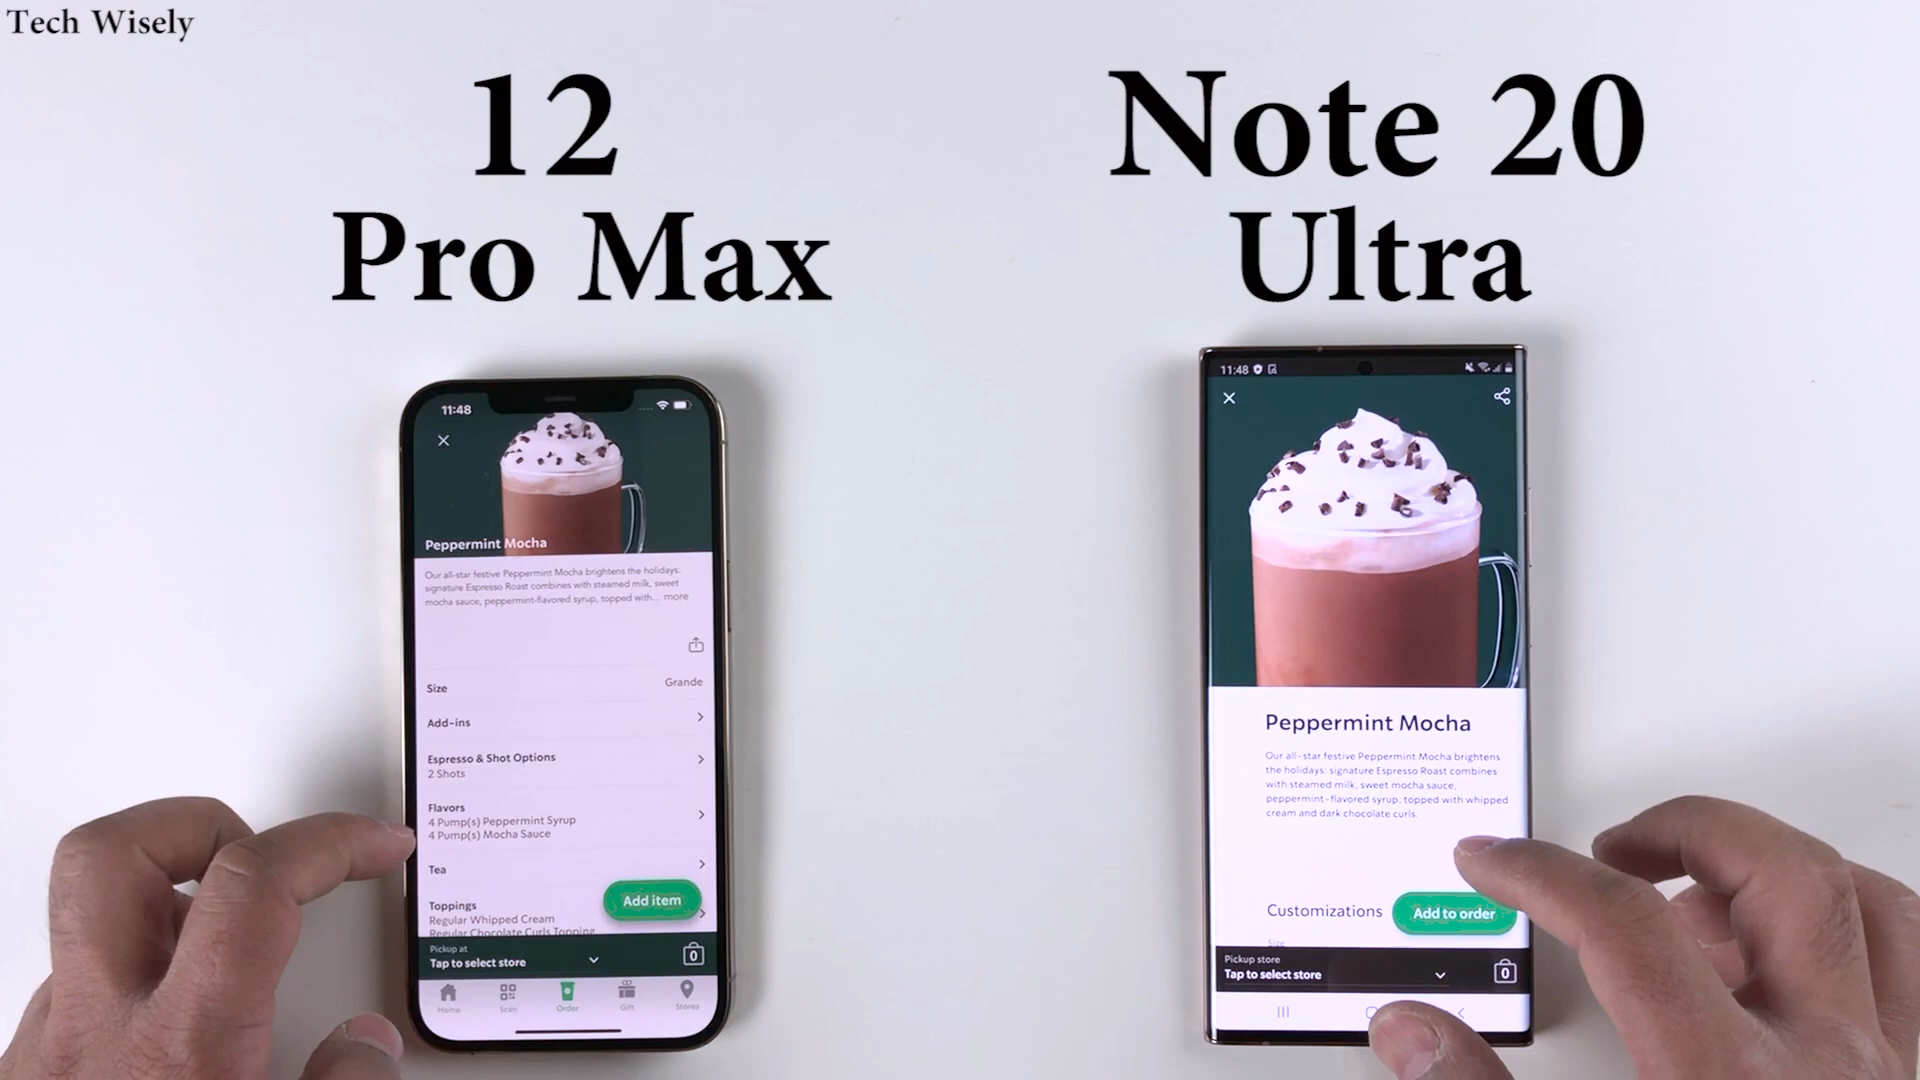 Tech Wisely
12
Pro Max
Note 20
Ultra
11:48
Peppermint Mocha
Our all-star festive Peppermint Mocha brightens the holidays:
signature Espresso Roast combines with steamed milk, sweet
mocha sauce, peppermint-flavored syrup, topped with... more
Size
Grande
Add-ins
Espresso & Shot Options
2 Shots
Flavors
4 Pump(s) Peppermint Syrup
4 Pump(s) Mocha Sauce
Tea
Toppings
Regular Whipped Cream
Regular Chocolate Curls Topping
Add item
Pickup at
Tap to select store
0
Home
Scan
Order
Gift
Stores
11:48
Peppermint Mocha
Our all-star festive Peppermint Mocha brightens
the holidays: signature Espresso Roast combines
with steamed milk, sweet mocha sauce,
peppermint-flavored syrup, topped with whipped
cream and dark chocolate curls.
Customizations
Add to order
Size
Pickup store
Tap to select store
0